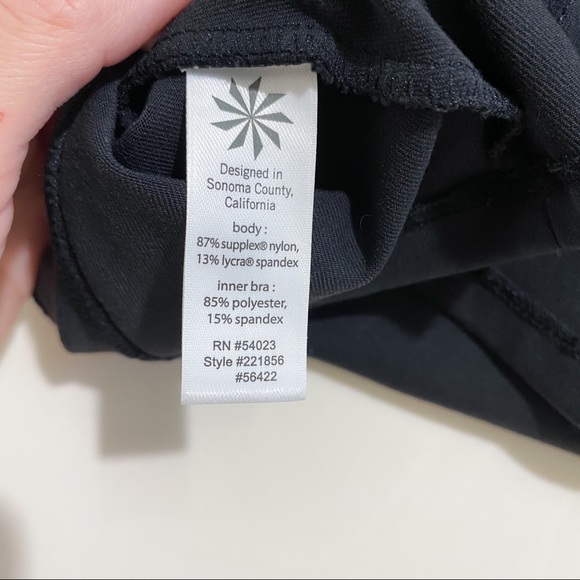 Designed in
Sonoma County,
California
body :
87% supplex® nylon,
13% lycra® spandex
inner bra :
85% polyester,
15% spandex
RN #54023
Style #221856
#56422